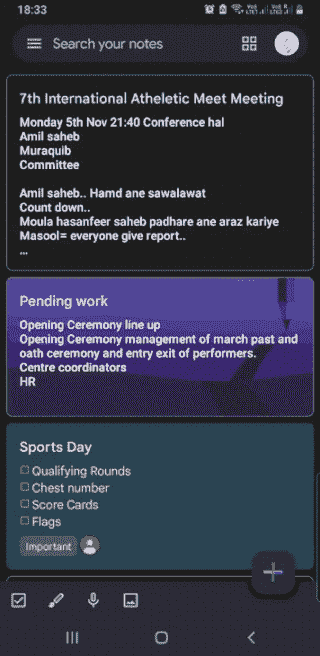 18:33
Search your notes
7th International Atheletic Meet Meeting
Monday 5th Nov 21:40 Conference hal
Amil saheb
Muraquib
Committee
Amil saheb.. Hamd ane sawalawat
Count down..
Moula hasanfeer saheb padhare ane araz kariye
Masool= everyone give report..
...
Pending work
Opening Ceremony line up
Opening Ceremony management of march past and
oath ceremony and entry exit of performers.
Centre coordinators
HR
Sports Day
Qualifying Rounds
Chest number
Score Cards
Flags
Important